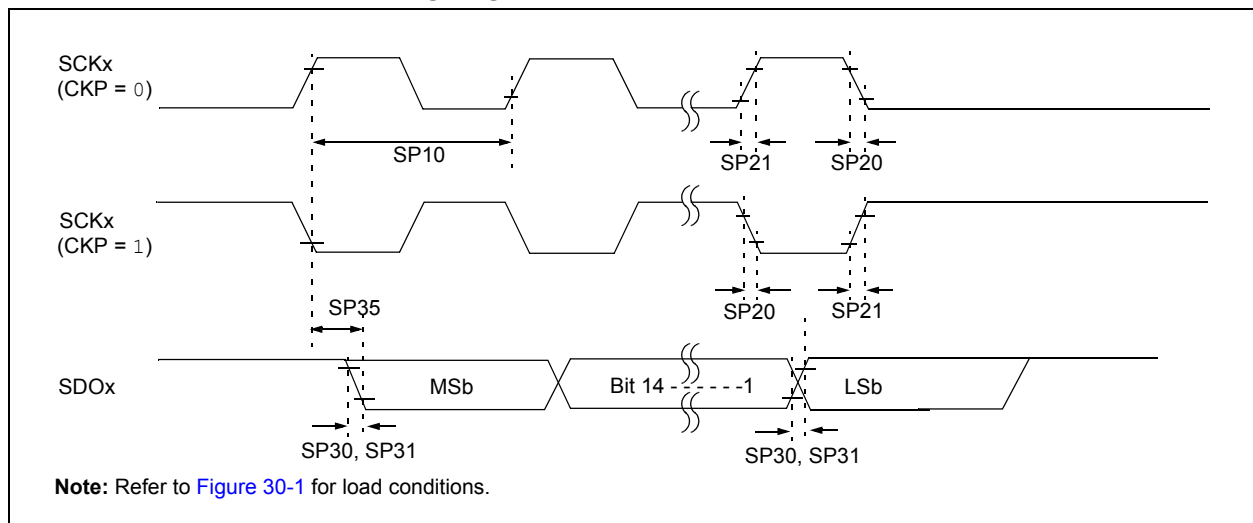 SCKx
(CKP = 0)
SP10
SP21
SP20
SCKx
(CKP = 1)
SP35
SP20
SP21
SDOx
MSb
Bit 14 - - - - - -1
LSb
SP30, SP31
SP30, SP31
Note: Refer to Figure 30-1 for load conditions.